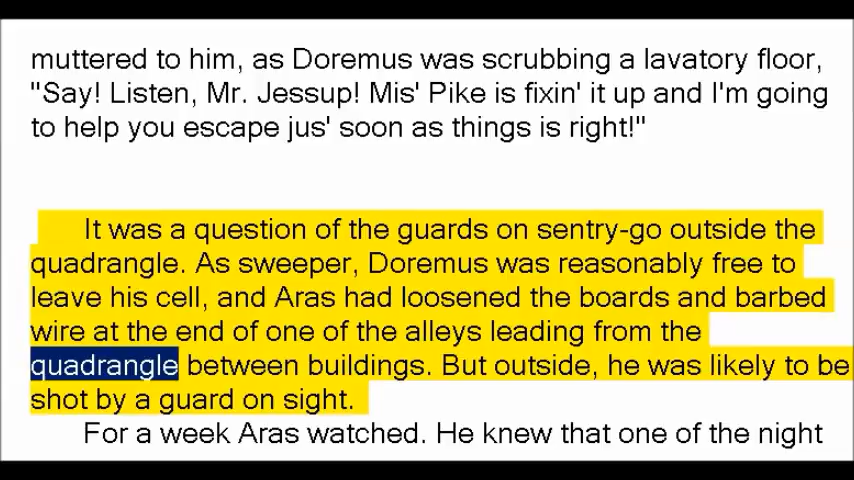 muttered to him, as Doremus was scrubbing a lavatory floor,
"Say! Listen, Mr. Jessup! Mis' Pike is fixin' it up and I'm going
to help you escape jus' soon as things is right!"
It was a question of the guards on sentry-go outside the
quadrangle. As sweeper, Doremus was reasonably free to
leave his cell, and Aras had loosened the boards and barbed
wire at the end of one of the alleys leading from the
quadrangle between buildings. But outside, he was likely to be
shot by a guard on sight.
For a week Aras watched. He knew that one of the night